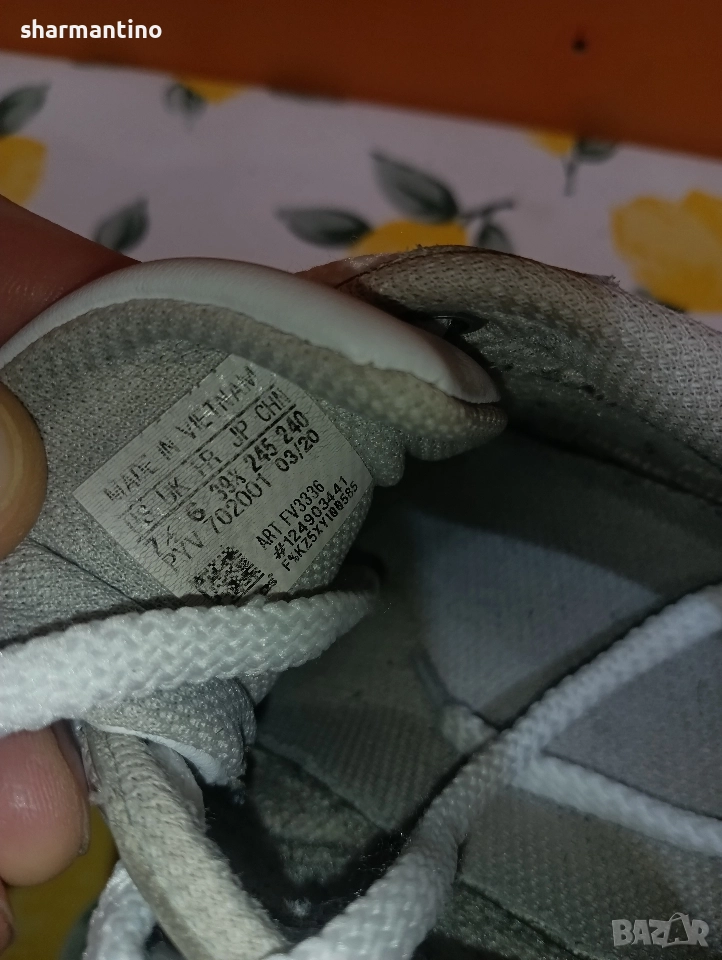 sharmantino
MADE IN VIETNAM
US UK FR JP CHN
7½ 6 39⅓ 245 240
PYV 702001 03/20
ART FV3336
#124903441
BAZAR